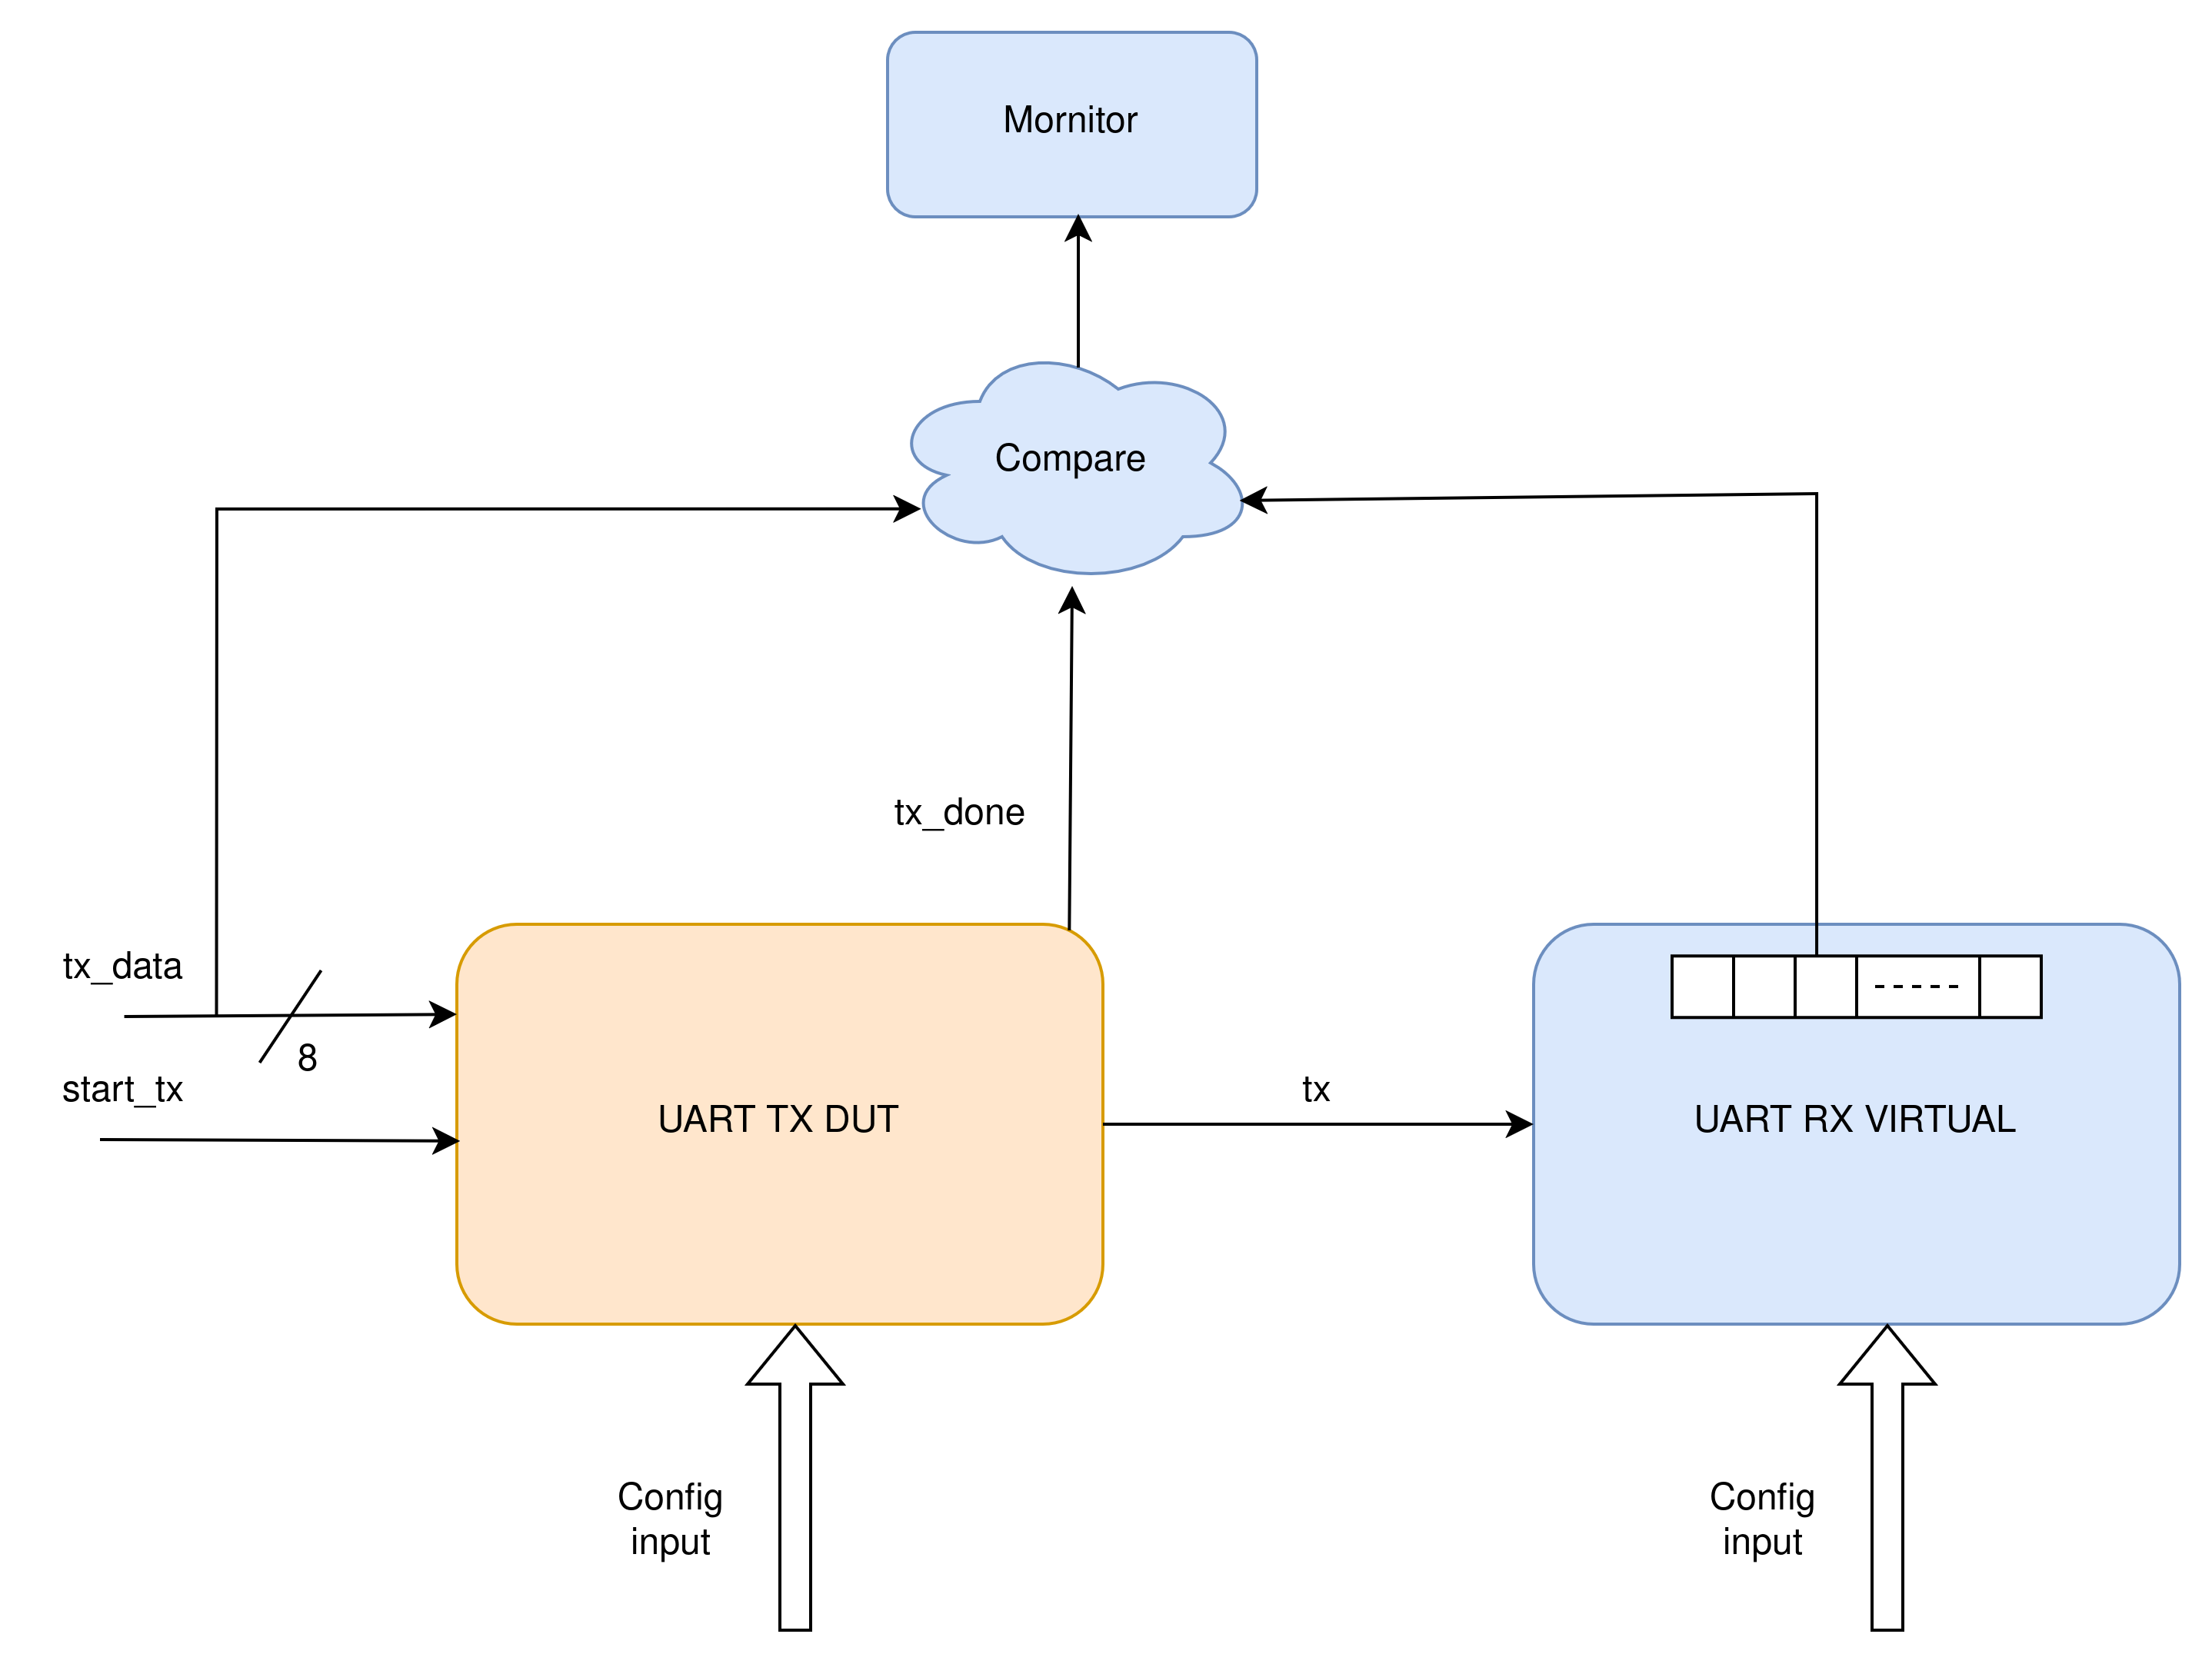 Mornitor
Compare
tx_done
tx_data
8
start_tx
UART TX DUT
tx
UART RX VIRTUAL
Config
input
Config
input